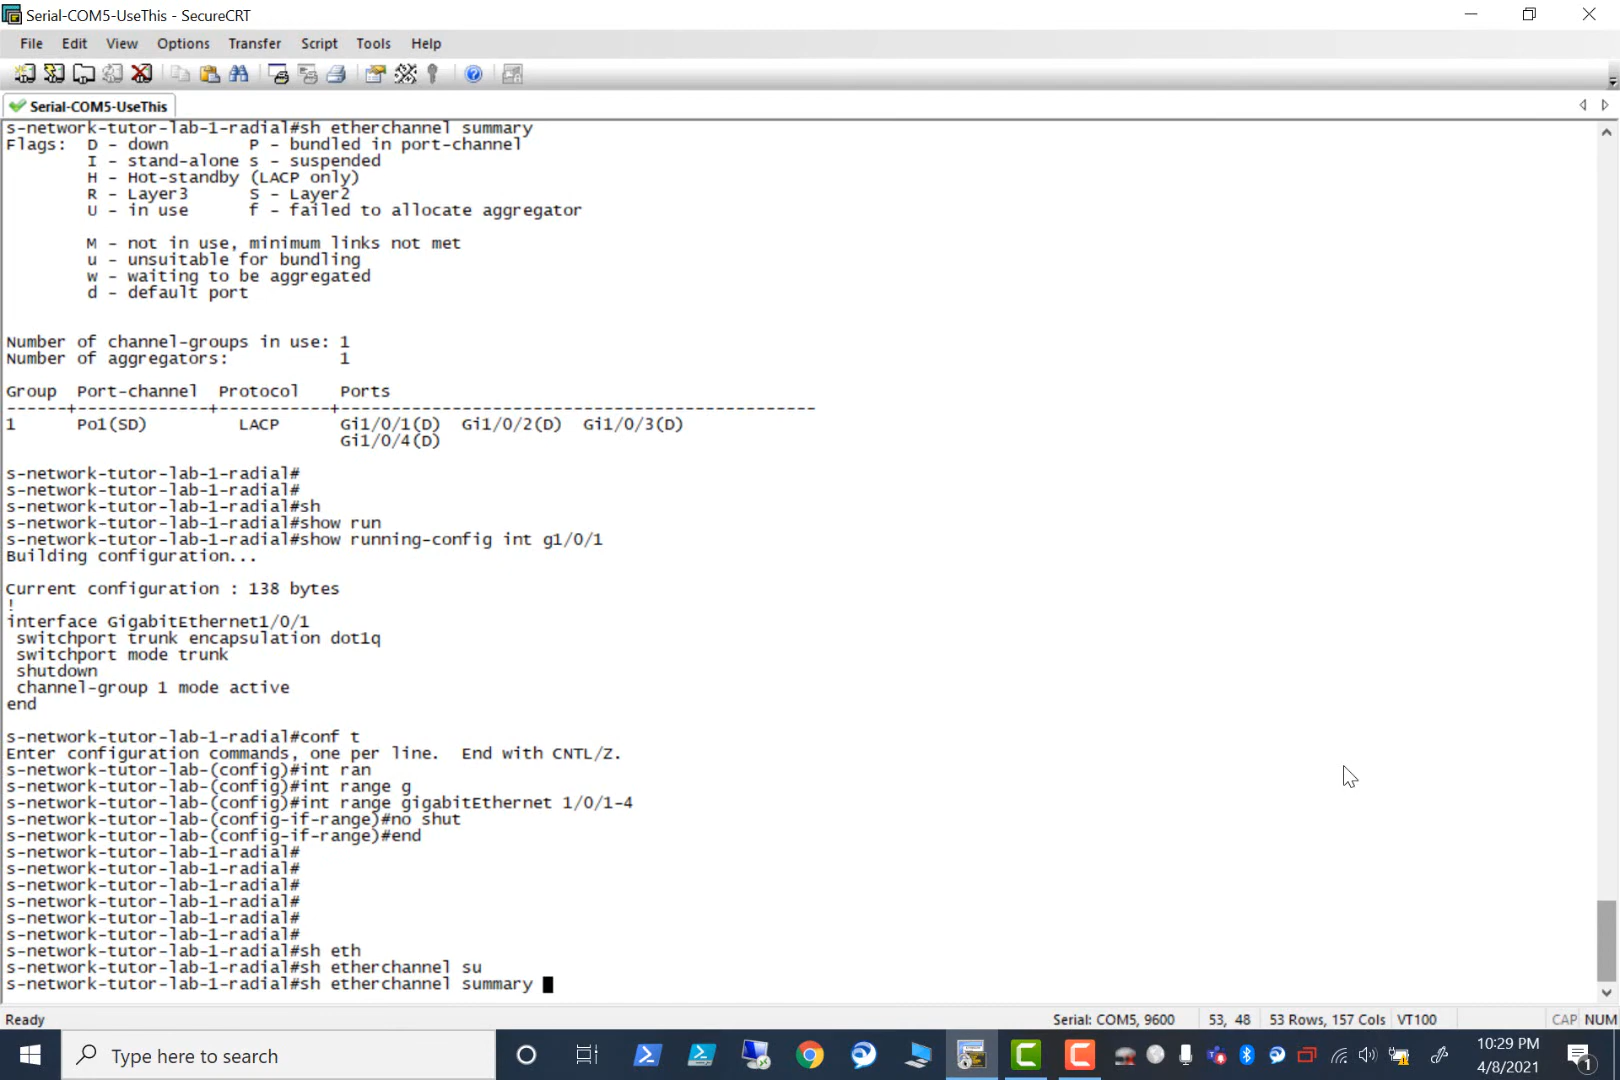 Serial-COM5-UseThis - SecureCRT
File Edit View Options Transfer Script Tools Help
Serial-COM5-UseThis
s-network-tutor-lab-1-radial#sh etherchannel summary
Flags:  D - down        P - bundled in port-channel
        I - stand-alone s - suspended
        H - Hot-standby (LACP only)
        R - Layer3      S - Layer2
        U - in use      f - failed to allocate aggregator
        M - not in use, minimum links not met
        u - unsuitable for bundling
        w - waiting to be aggregated
        d - default port
Number of channel-groups in use: 1
Number of aggregators:           1
Group  Port-channel  Protocol    Ports
------+-------------+-----------+-----------------------------------------------
1      Po1(SD)         LACP      Gi1/0/1(D)  Gi1/0/2(D)  Gi1/0/3(D)
                                 Gi1/0/4(D)
s-network-tutor-lab-1-radial#
s-network-tutor-lab-1-radial#
s-network-tutor-lab-1-radial#sh
s-network-tutor-lab-1-radial#show run
s-network-tutor-lab-1-radial#show running-config int g1/0/1
Building configuration...
Current configuration : 138 bytes
!
interface GigabitEthernet1/0/1
 switchport trunk encapsulation dot1q
 switchport mode trunk
 shutdown
 channel-group 1 mode active
end
s-network-tutor-lab-1-radial#conf t
Enter configuration commands, one per line.  End with CNTL/Z.
s-network-tutor-lab-(config)#int ran
s-network-tutor-lab-(config)#int range g
s-network-tutor-lab-(config)#int range gigabitEthernet 1/0/1-4
s-network-tutor-lab-(config-if-range)#no shut
s-network-tutor-lab-(config-if-range)#end
s-network-tutor-lab-1-radial#
s-network-tutor-lab-1-radial#
s-network-tutor-lab-1-radial#
s-network-tutor-lab-1-radial#
s-network-tutor-lab-1-radial#
s-network-tutor-lab-1-radial#
s-network-tutor-lab-1-radial#sh eth
s-network-tutor-lab-1-radial#sh etherchannel su
s-network-tutor-lab-1-radial#sh etherchannel summary
Ready Serial: COM5, 9600 53, 48 53 Rows, 157 Cols VT100 CAP NUM
Type here to search
10:29 PM
4/8/2021
1